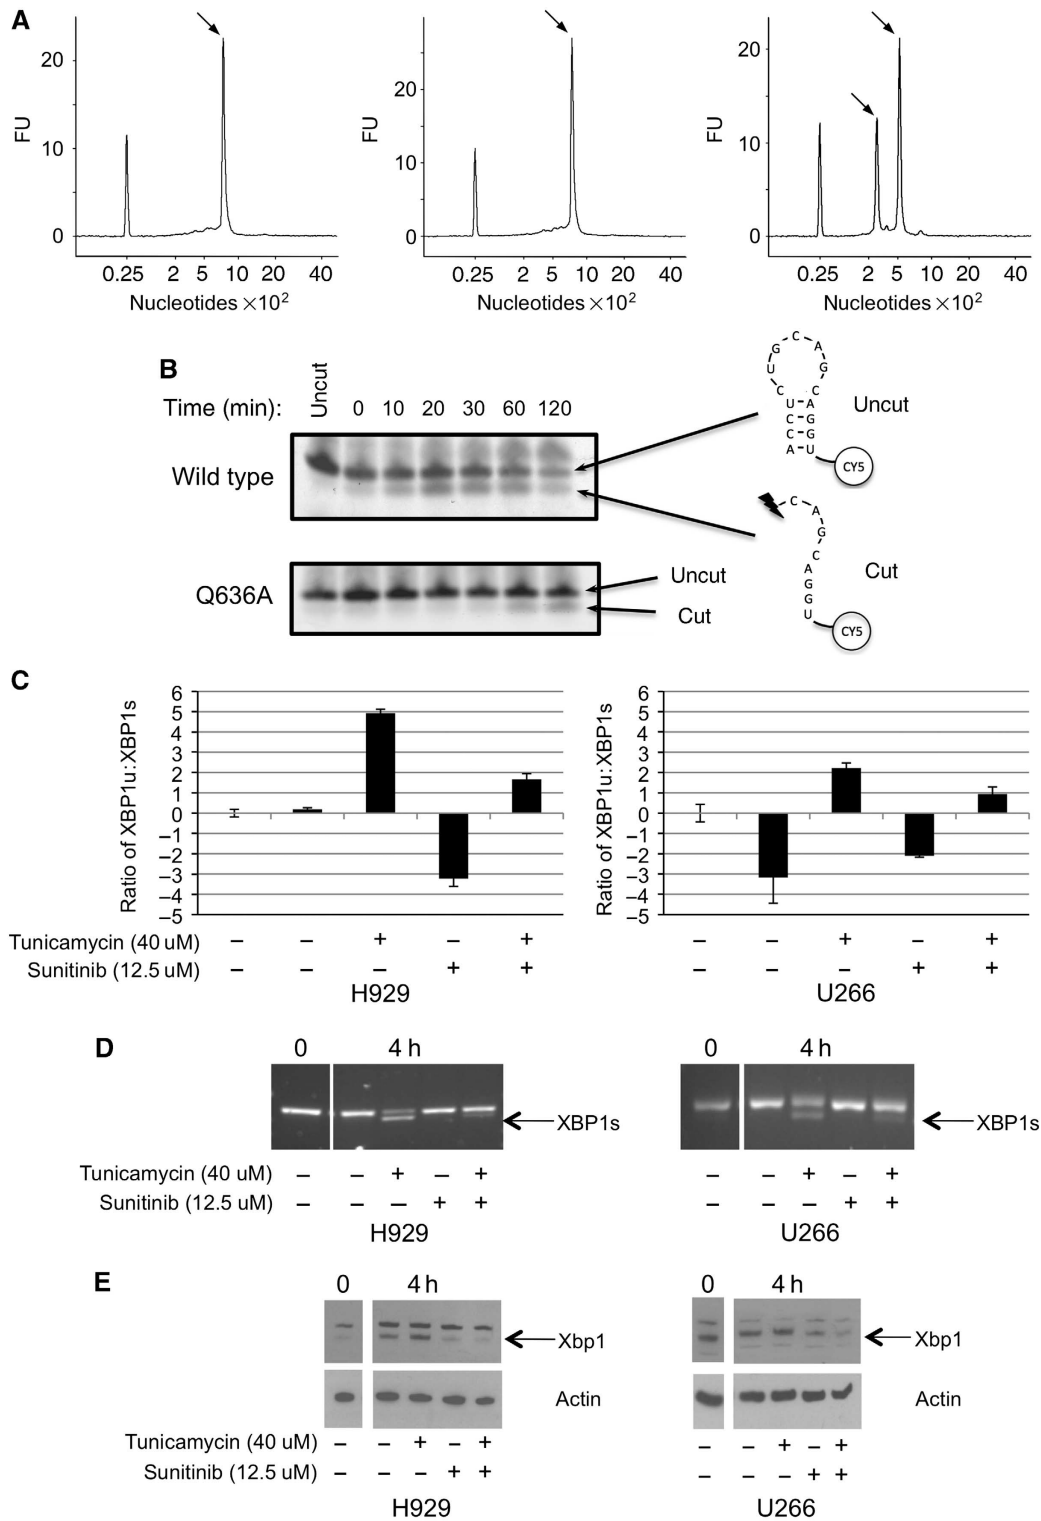 A
FU
20
10
0
0.25 2 5 10 20 40
Nucleotides ×10²
FU
20
10
0
0.25 2 5 10 20 40
Nucleotides ×10²
FU
20
10
0
0.25 2 5 10 20 40
Nucleotides ×10²
B
Time (min): Uncut 0 10 20 30 60 120
Wild type
G C A G U C
U C C A
C A G G U
CY5
Uncut
C A G C A G G U
CY5
Cut
Q636A
Uncut
Cut
C
Ratio of XBP1u:XBP1s
6
5
4
3
2
1
0
–1
–2
–3
–4
–5
Ratio of XBP1u:XBP1s
6
5
4
3
2
1
0
–1
–2
–3
–4
–5
Tunicamycin (40 uM) – – + – + – – + – +
Sunitinib (12.5 uM) – – – + + – – – + +
H929 U266
D
0 4 h
XBP1s
0 4 h
XBP1s
Tunicamycin (40 uM) – – + – + – – + – +
Sunitinib (12.5 uM) – – – + + – – – + +
H929 U266
E
0 4 h
Xbp1
Actin
0 4 h
Xbp1
Actin
Tunicamycin (40 uM) – – + – + – – + – +
Sunitinib (12.5 uM) – – – + + – – – + +
H929 U266